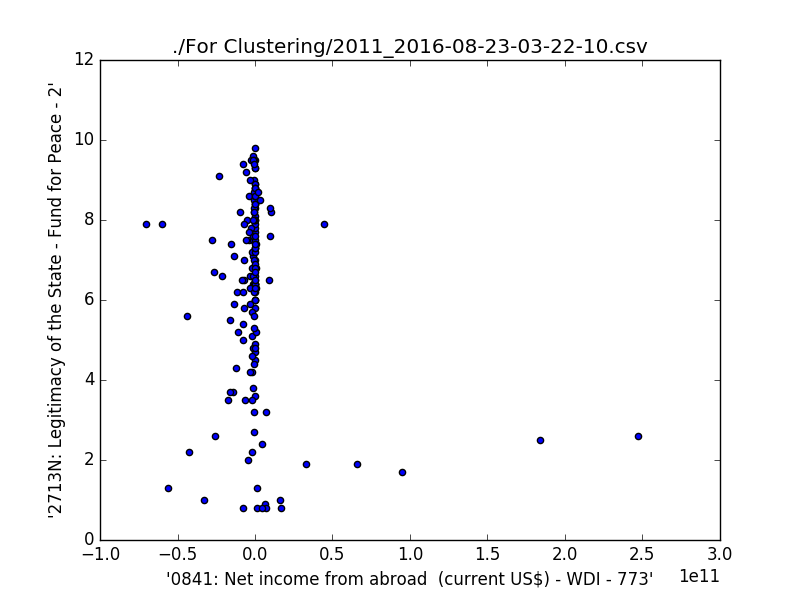 ./For Clustering/2011_2016-08-23-03-22-10.csv
12
10
8
6
4
2
0
'2713N: Legitimacy of the State - Fund for Peace - 2'
−1.0 −0.5 0.0 0.5 1.0 1.5 2.0 2.5 3.0
1e11
'0841: Net income from abroad  (current US$) - WDI - 773'